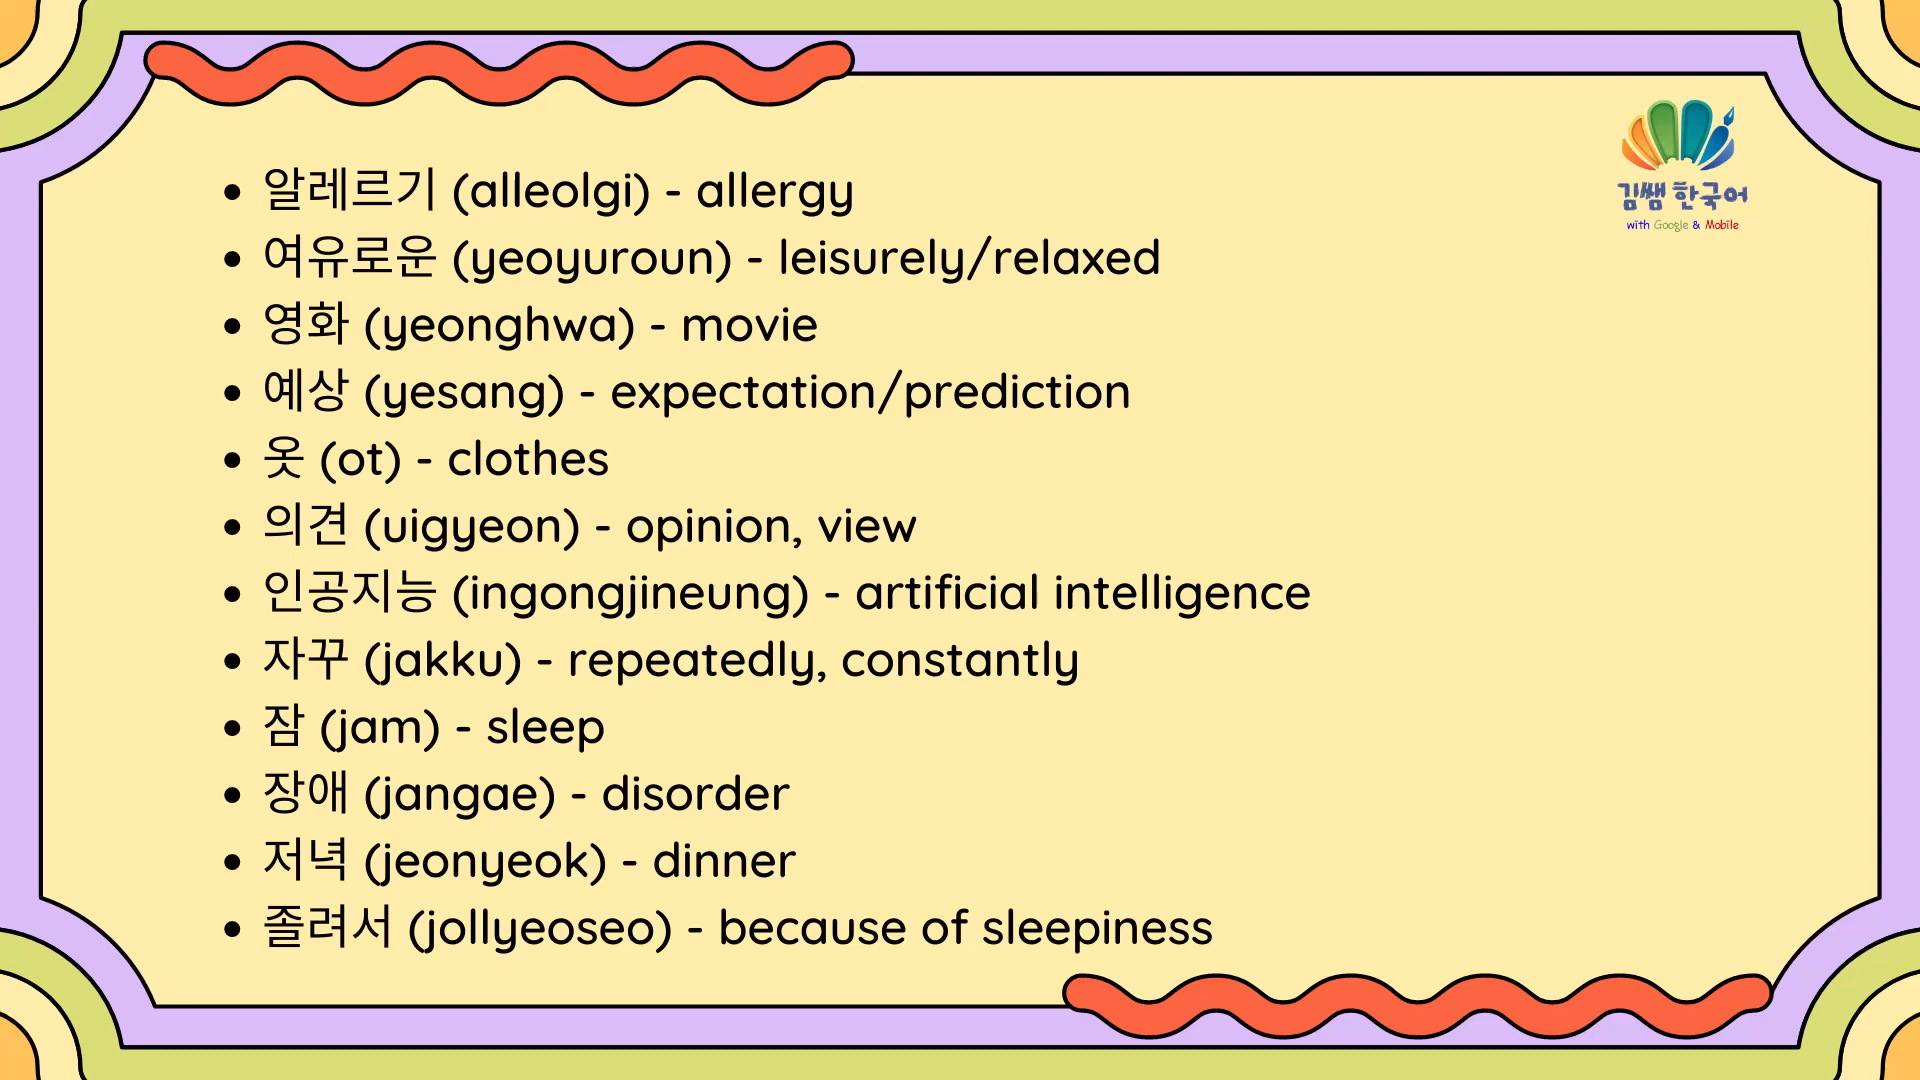 김쌤 한국어
with Google & Mobile
• 알레르기 (alleolgi) - allergy
• 여유로운 (yeoyuroun) - leisurely/relaxed
• 영화 (yeonghwa) - movie
• 예상 (yesang) - expectation/prediction
• 옷 (ot) - clothes
• 의견 (uigyeon) - opinion, view
• 인공지능 (ingongjineung) - artificial intelligence
• 자꾸 (jakku) - repeatedly, constantly
• 잠 (jam) - sleep
• 장애 (jangae) - disorder
• 저녁 (jeonyeok) - dinner
• 졸려서 (jollyeoseo) - because of sleepiness